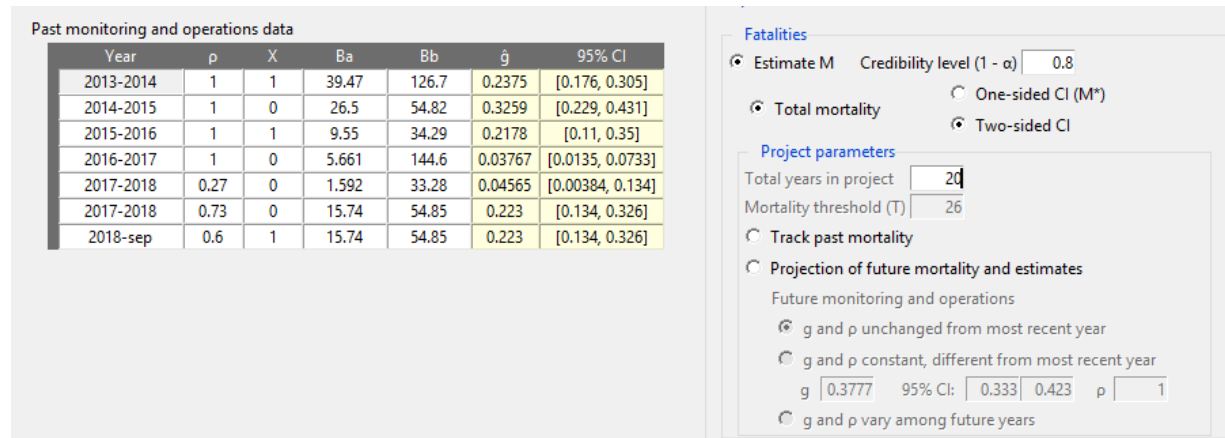 Past monitoring and operations data
Year ρ X Ba Bb ĝ 95% CI
2013-2014 1 1 39.47 126.7 0.2375 [0.176, 0.305]
2014-2015 1 0 26.5 54.82 0.3259 [0.229, 0.431]
2015-2016 1 1 9.55 34.29 0.2178 [0.11, 0.35]
2016-2017 1 0 5.661 144.6 0.03767 [0.0135, 0.0733]
2017-2018 0.27 0 1.592 33.28 0.04565 [0.00384, 0.134]
2017-2018 0.73 0 15.74 54.85 0.223 [0.134, 0.326]
2018-sep 0.6 1 15.74 54.85 0.223 [0.134, 0.326]
Fatalities
Estimate M Credibility level (1 - α) 0.8
One-sided CI (M*)
Total mortality
Two-sided CI
Project parameters
Total years in project 20
Mortality threshold (T) 26
Track past mortality
Projection of future mortality and estimates
Future monitoring and operations
g and ρ unchanged from most recent year
g and ρ constant, different from most recent year
g 0.3777 95% CI: 0.333 0.423 ρ 1
g and ρ vary among future years